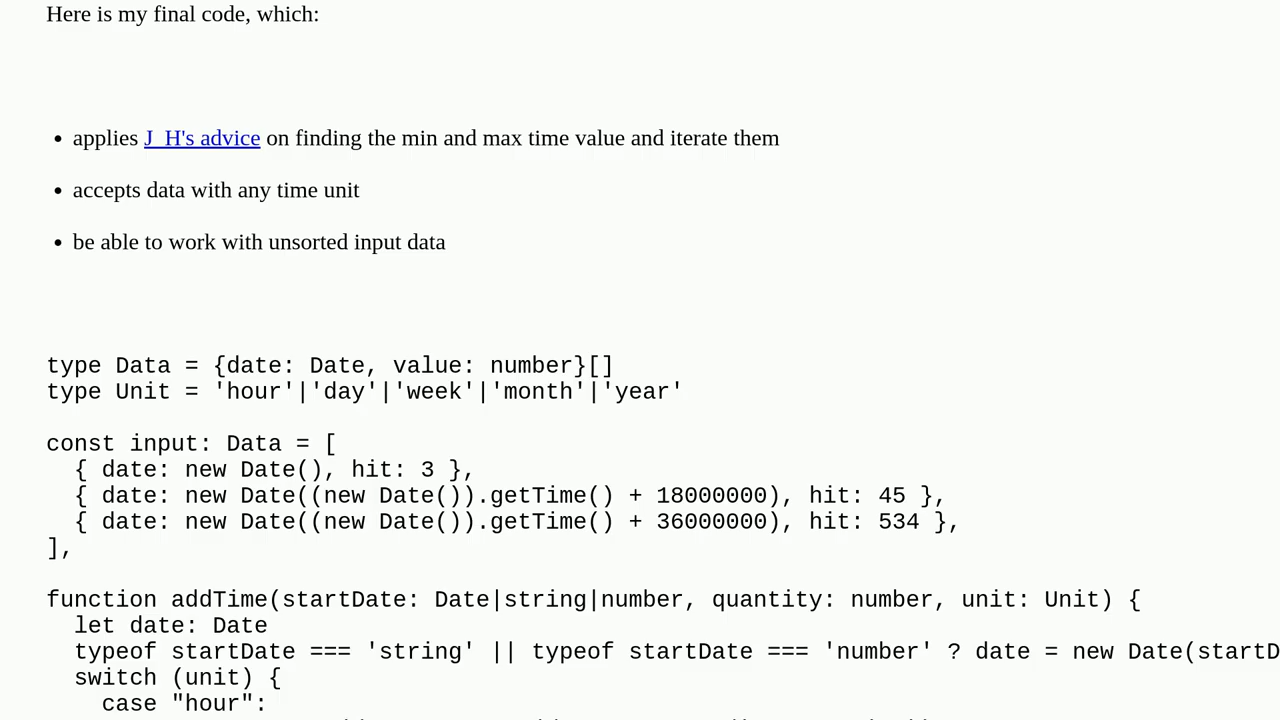 Here is my final code, which:
• applies J_H's advice on finding the min and max time value and iterate them
• accepts data with any time unit
• be able to work with unsorted input data
type Data = {date: Date, value: number}[]
type Unit = 'hour'|'day'|'week'|'month'|'year'
const input: Data = [
  { date: new Date(), hit: 3 },
  { date: new Date((new Date()).getTime() + 18000000), hit: 45 },
  { date: new Date((new Date()).getTime() + 36000000), hit: 534 },
],
function addTime(startDate: Date|string|number, quantity: number, unit: Unit) {
  let date: Date
  typeof startDate === 'string' || typeof startDate === 'number' ? date = new Date(startD
  switch (unit) {
    case "hour":